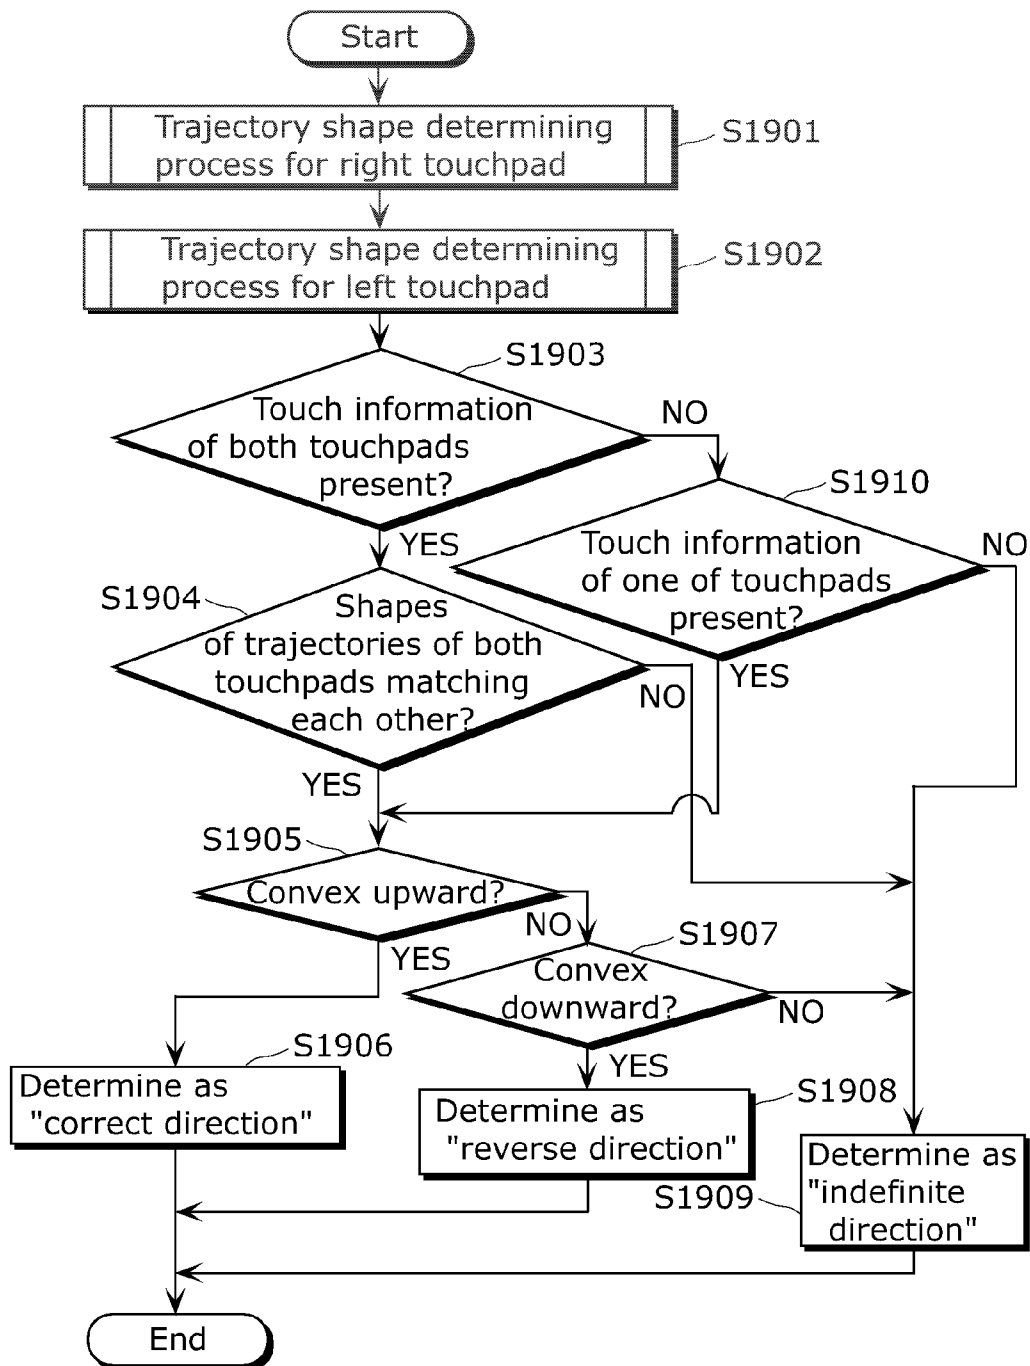 Start
Trajectory shape determining
process for right touchpad
S1901
Trajectory shape determining
process for left touchpad
S1902
S1903
Touch information
of both touchpads
present?
NO
YES
S1910
Touch information
of one of touchpads
present?
NO
YES
S1904
Shapes
of trajectories of both
touchpads matching
each other?
NO
YES
S1905
Convex upward?
NO
YES
S1907
Convex
downward?
NO
YES
S1906
Determine as
"correct direction"
S1908
Determine as
"reverse direction"
S1909
Determine as
"indefinite
direction"
End